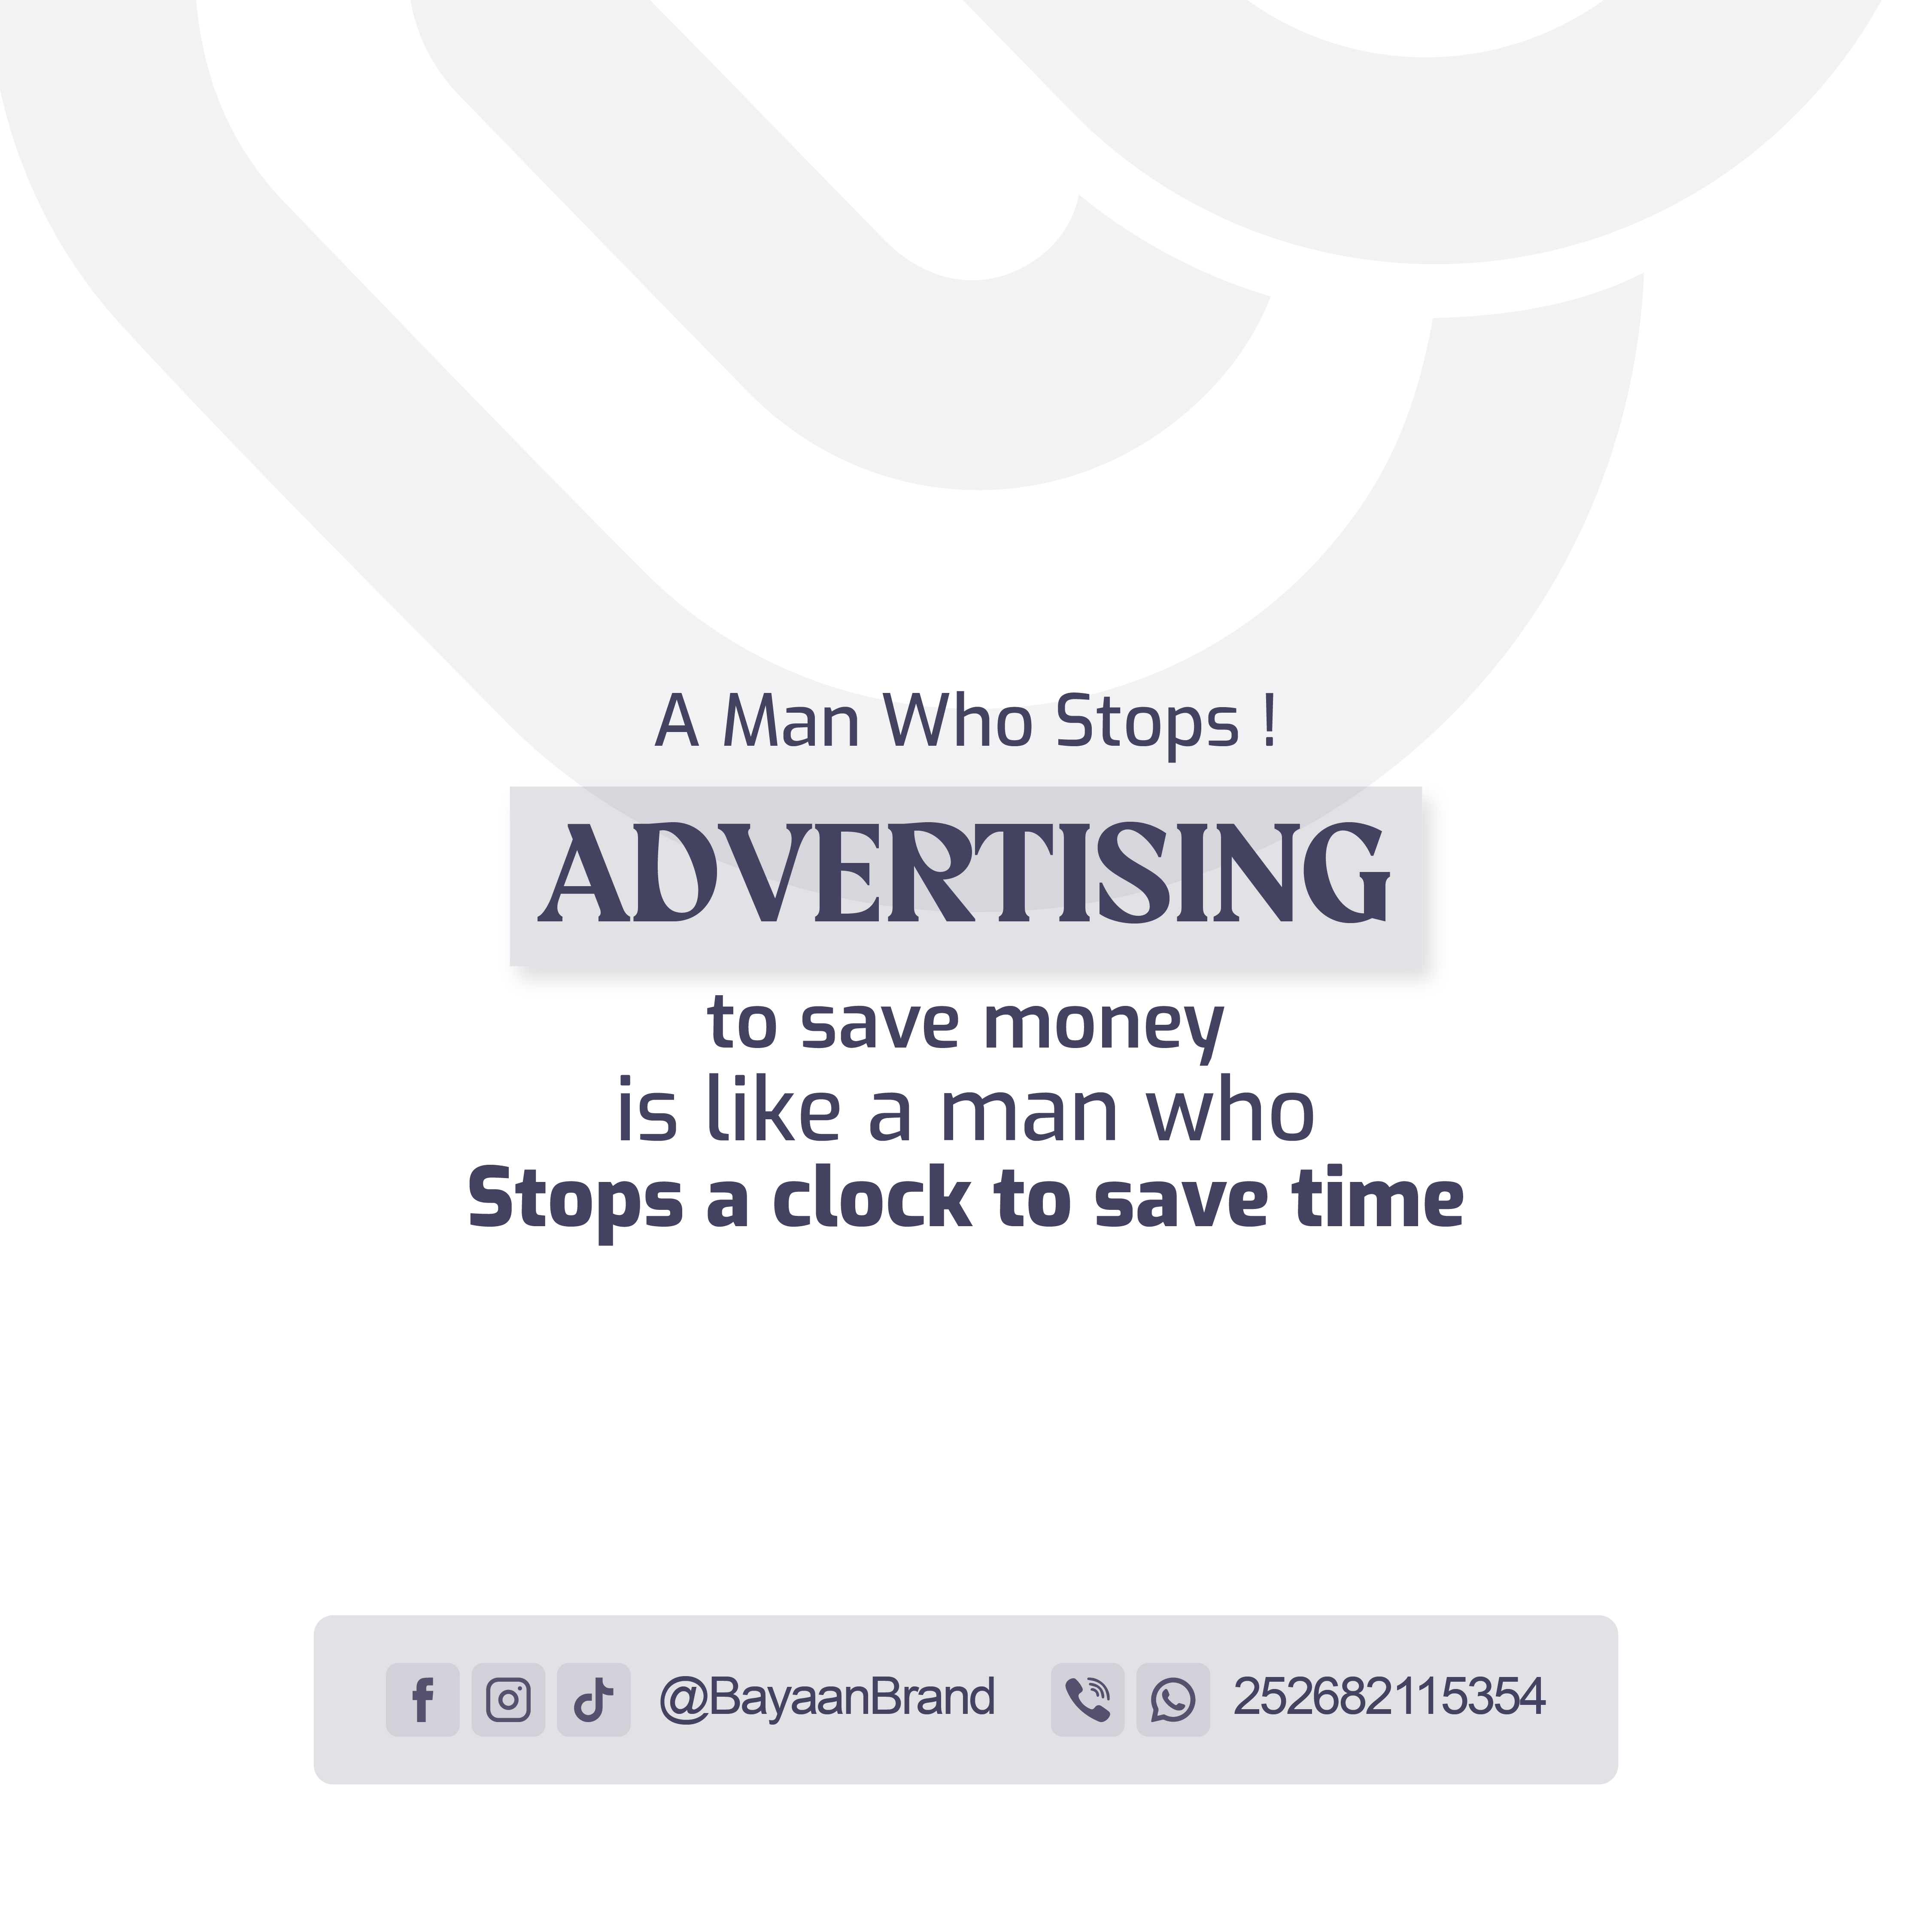 A Man Who Stops !
ADVERTISING
to save money
is like a man who
Stops a clock to save time
@BayaanBrand 252682115354